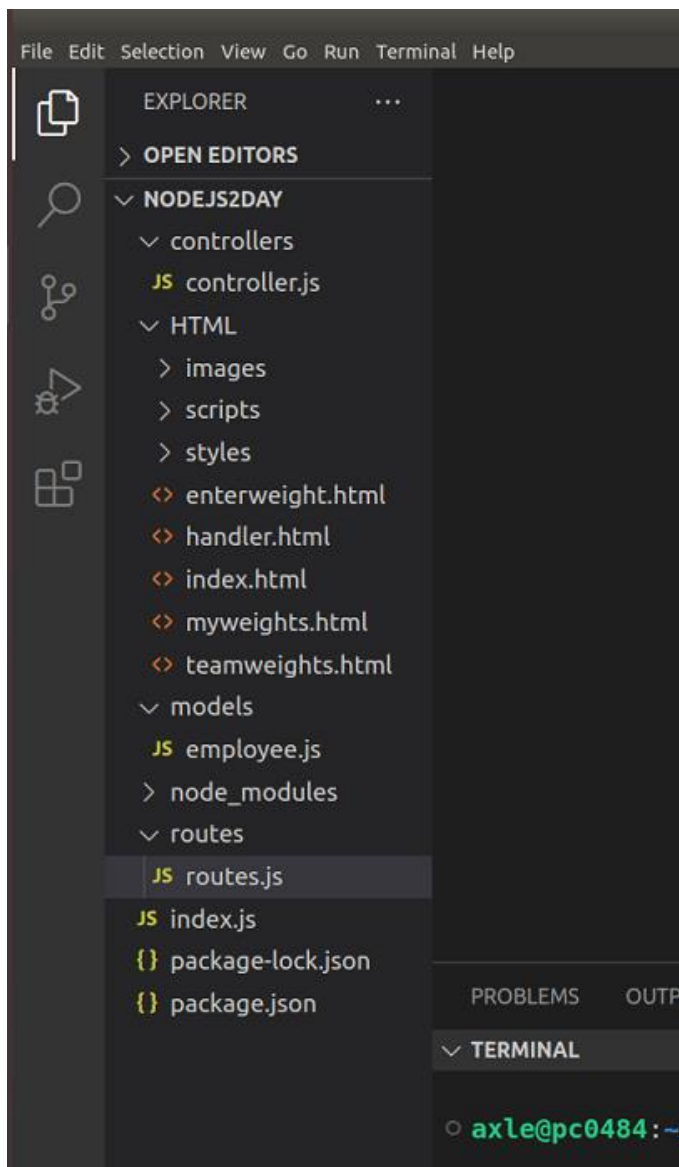 File Edit Selection View Go Run Terminal Help
EXPLORER ...
> OPEN EDITORS
NODEJS2DAY
controllers
JS controller.js
HTML
> images
> scripts
> styles
<> enterweight.html
<> handler.html
<> index.html
<> myweights.html
<> teamweights.html
models
JS employee.js
> node_modules
routes
JS routes.js
JS index.js
{} package-lock.json
{} package.json
PROBLEMS OUTP
TERMINAL
axle@pc0484:~